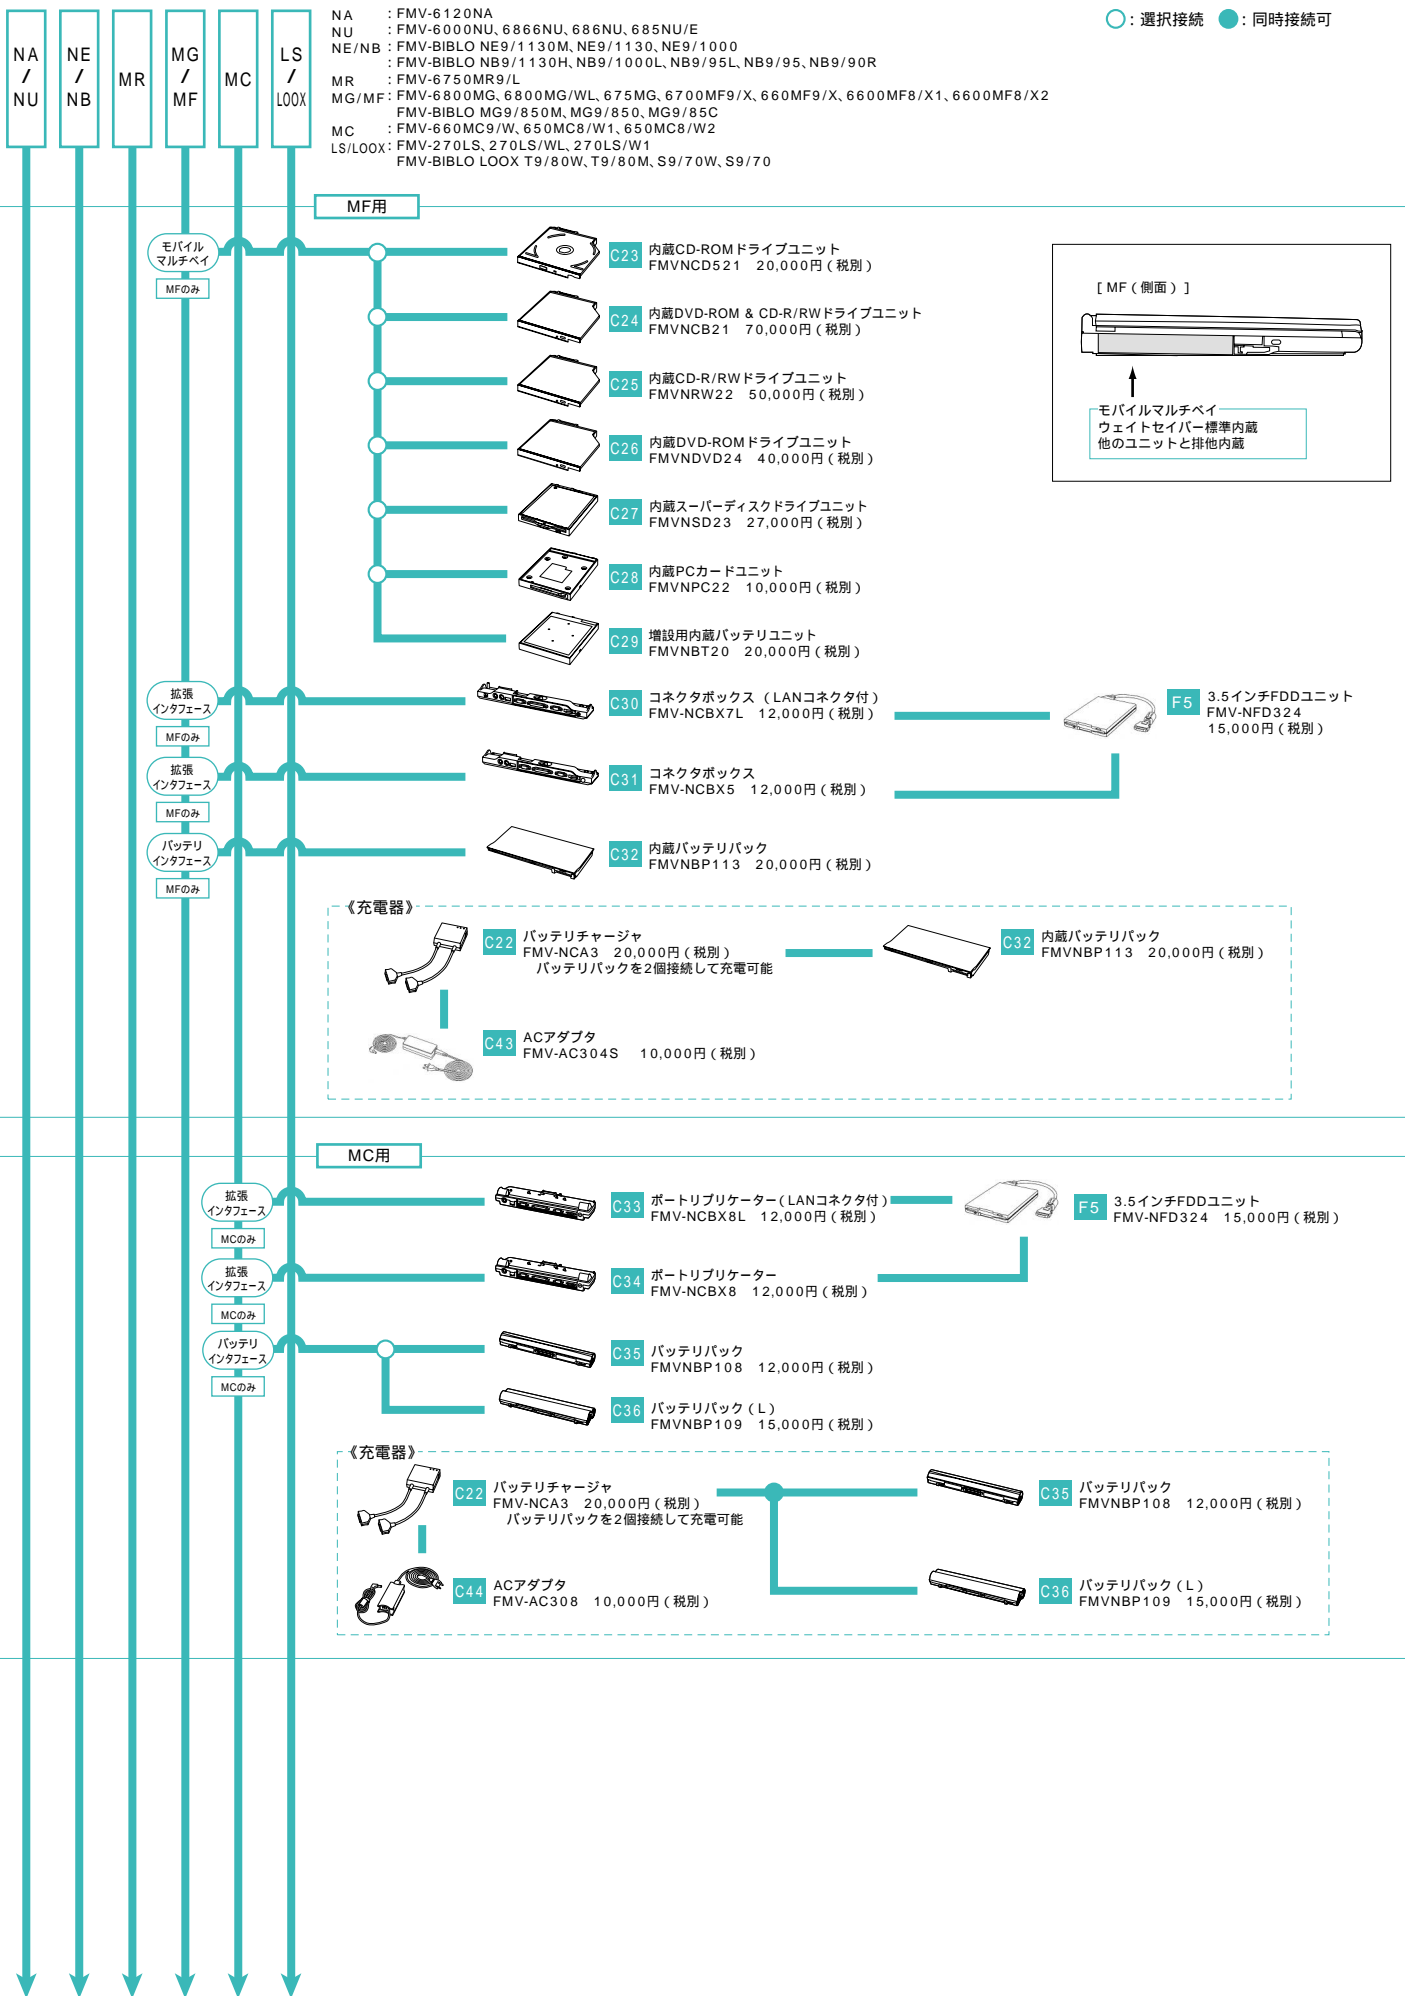 NA
/
NU
NE
/
NB
MR
MG
/
MF
MC
LS
/
LOOX
NA : FMV-6120NA
NU : FMV-6000NU、6866NU、686NU、685NU/E
NE/NB : FMV-BIBLO NE9/1130M、NE9/1130、NE9/1000
: FMV-BIBLO NB9/1130H、NB9/1000L、NB9/95L、NB9/95、NB9/90R
MR : FMV-6750MR9/L
MG/MF : FMV-6800MG、6800MG/WL、675MG、6700MF9/X、660MF9/X、6600MF8/X1、6600MF8/X2
FMV-BIBLO MG9/850M、MG9/850、MG9/85C
MC : FMV-660MC9/W、650MC8/W1、650MC8/W2
LS/LOOX : FMV-270LS、270LS/WL、270LS/W1
FMV-BIBLO LOOX T9/80W、T9/80M、S9/70W、S9/70
○ : 選択接続 ● : 同時接続可
MF用
モバイル
マルチベイ
MFのみ
C23 内蔵CD-ROMドライブユニット
FMVNCD521 20,000円(税別)
C24 内蔵DVD-ROM & CD-R/RWドライブユニット
FMVNCB21 70,000円(税別)
C25 内蔵CD-R/RWドライブユニット
FMVNRW22 50,000円(税別)
C26 内蔵DVD-ROMドライブユニット
FMVNDVD24 40,000円(税別)
C27 内蔵スーパーディスクドライブユニット
FMVNSD23 27,000円(税別)
C28 内蔵PCカードユニット
FMVNPC22 10,000円(税別)
C29 増設用内蔵バッテリユニット
FMVNBT20 20,000円(税別)
[ MF(側面)]
モバイルマルチベイ
ウェイトセイバー標準内蔵
他のユニットと排他内蔵
拡張
インタフェース
MFのみ
C30 コネクタボックス(LANコネクタ付)
FMV-NCBX7L 12,000円(税別)
F5 3.5インチFDDユニット
FMV-NFD324
15,000円(税別)
拡張
インタフェース
MFのみ
C31 コネクタボックス
FMV-NCBX5 12,000円(税別)
バッテリ
インタフェース
MFのみ
C32 内蔵バッテリパック
FMVNBP113 20,000円(税別)
《充電器》
C22 バッテリチャージャ
FMV-NCA3 20,000円(税別)
バッテリパックを2個接続して充電可能
C32 内蔵バッテリパック
FMVNBP113 20,000円(税別)
C43 ACアダプタ
FMV-AC304S 10,000円(税別)
MC用
拡張
インタフェース
MCのみ
C33 ポートリプリケーター(LANコネクタ付)
FMV-NCBX8L 12,000円(税別)
F5 3.5インチFDDユニット
FMV-NFD324 15,000円(税別)
拡張
インタフェース
MCのみ
C34 ポートリプリケーター
FMV-NCBX8 12,000円(税別)
バッテリ
インタフェース
MCのみ
C35 バッテリパック
FMVNBP108 12,000円(税別)
C36 バッテリパック(L)
FMVNBP109 15,000円(税別)
《充電器》
C22 バッテリチャージャ
FMV-NCA3 20,000円(税別)
バッテリパックを2個接続して充電可能
C35 バッテリパック
FMVNBP108 12,000円(税別)
C44 ACアダプタ
FMV-AC308 10,000円(税別)
C36 バッテリパック(L)
FMVNBP109 15,000円(税別)